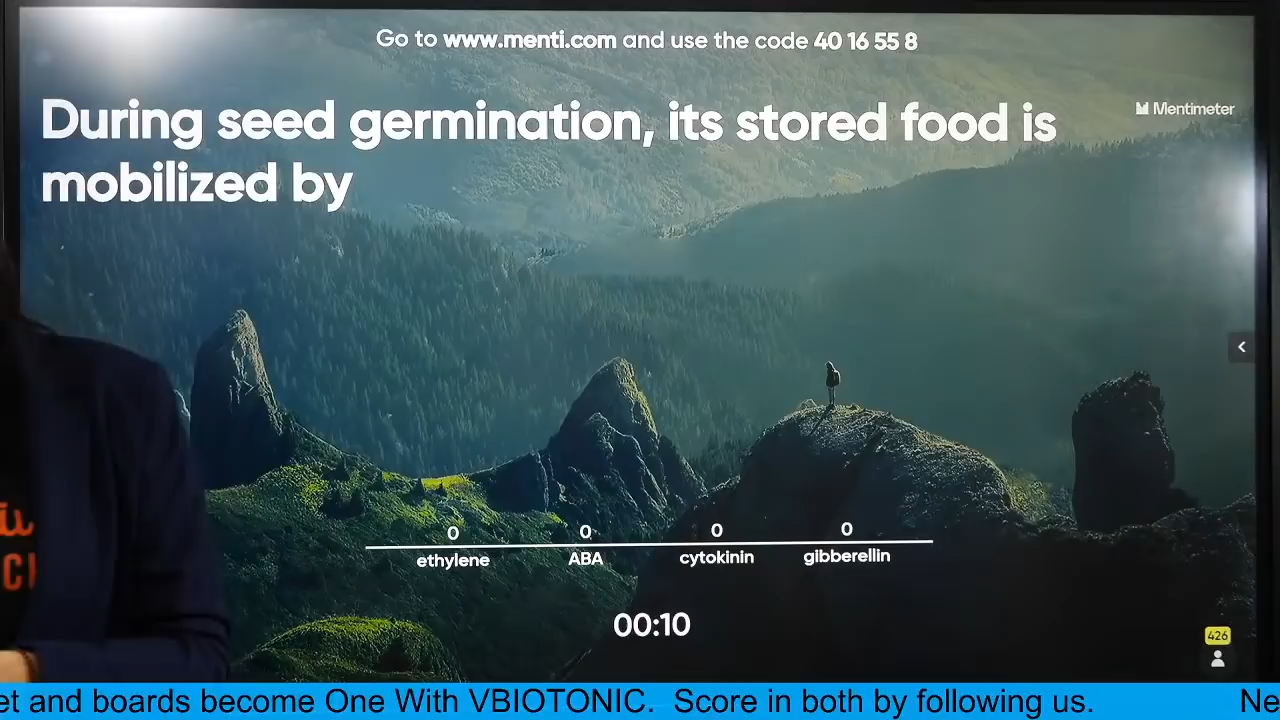 Go to www.menti.com and use the code 40 16 55 8
Mentimeter
During seed germination, its stored food is
mobilized by
0 0 0 0
ethylene ABA cytokinin gibberellin
00:10
426
et and boards become One With VBIOTONIC. Score in both by following us. Ne